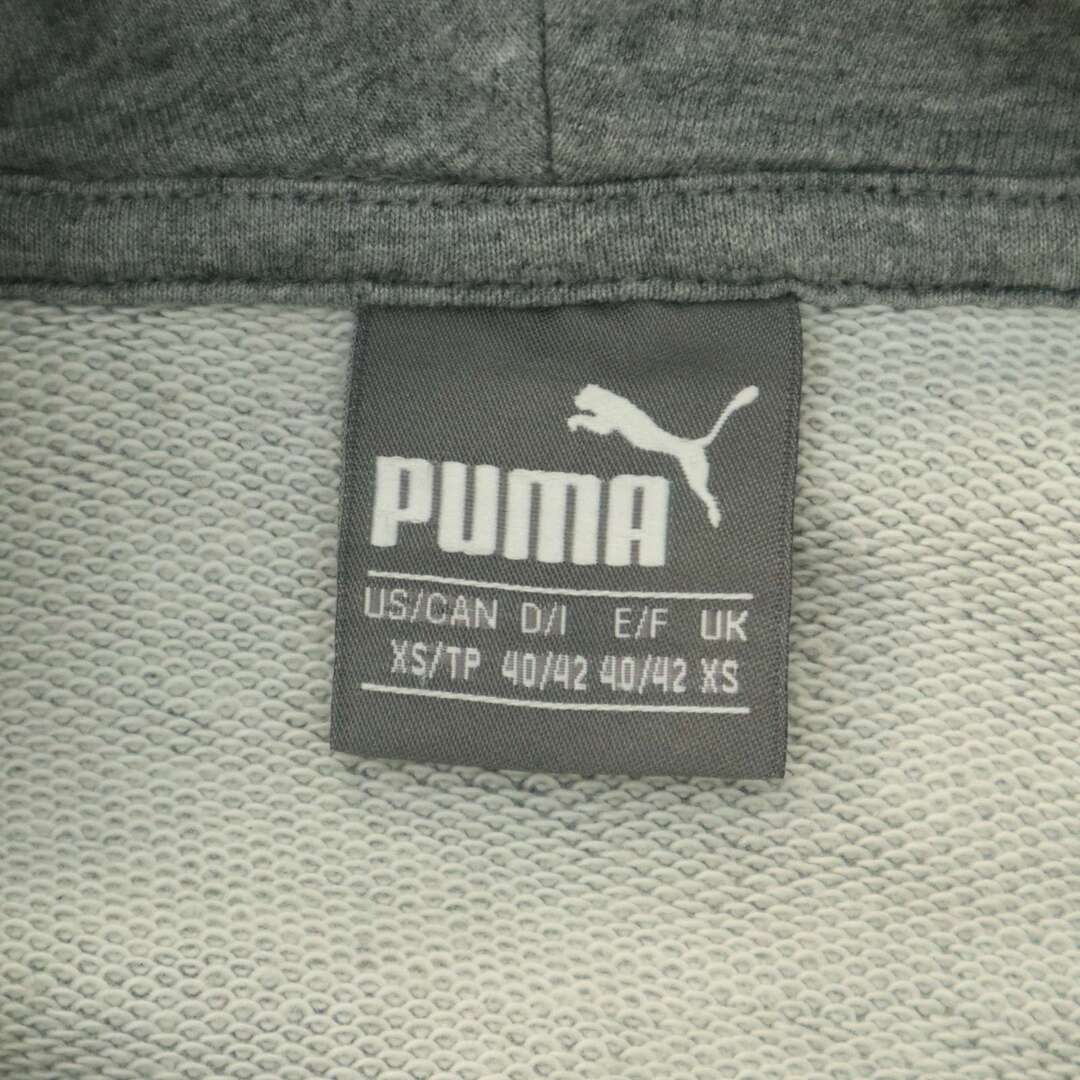 PUMA
US/CAN D/I E/F UK
XS/TP 40/42 40/42 XS